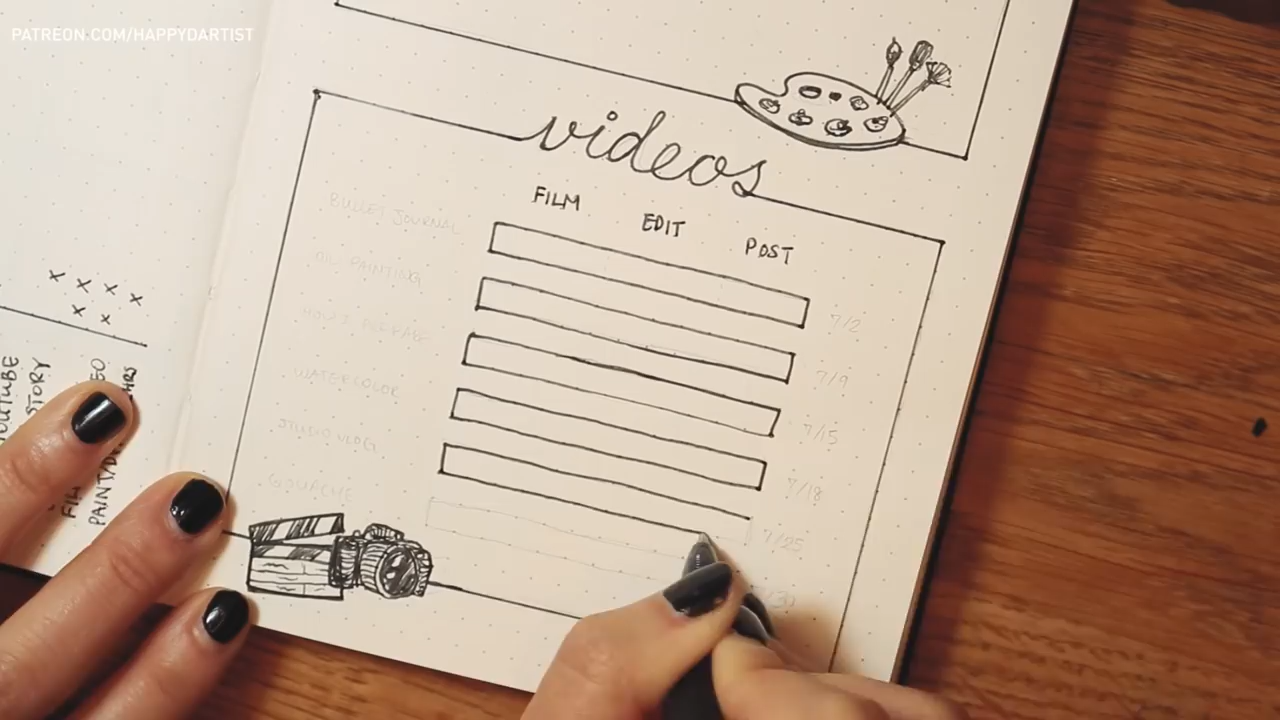 PATREON.COM/HAPPYDARTIST
videos
FILM EDIT POST
BULLET JOURNAL 7/2
OIL PAINTING 7/9
7/15
WATERCOLOR 7/18
STUDIO VLOG 7/25
GOUACHE
STORY